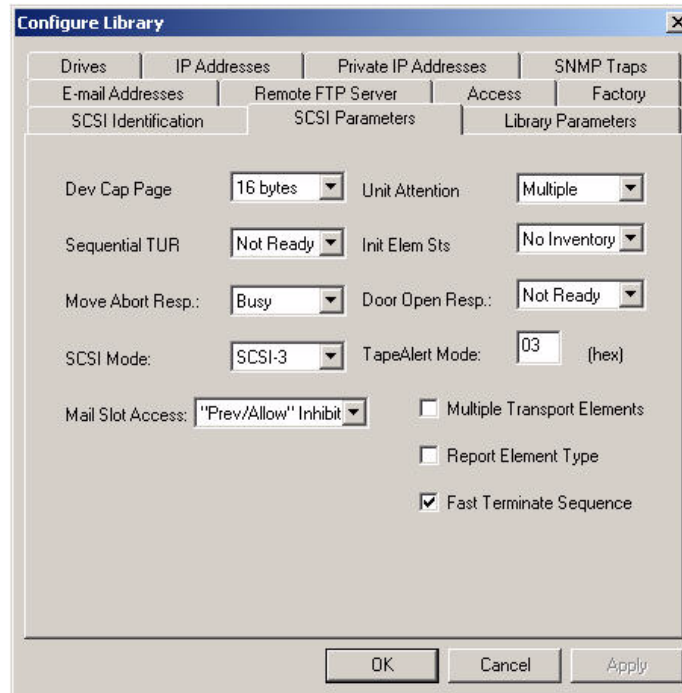 Configure Library
Drives IP Addresses Private IP Addresses SNMP Traps
E-mail Addresses Remote FTP Server Access Factory
SCSI Identification SCSI Parameters Library Parameters
Dev Cap Page 16 bytes Unit Attention Multiple
Sequential TUR Not Ready Init Elem Sts No Inventory
Move Abort Resp.: Busy Door Open Resp.: Not Ready
SCSI Mode: SCSI-3 TapeAlert Mode: 03 (hex)
Mail Slot Access: "Prev/Allow" Inhibit Multiple Transport Elements
Report Element Type
Fast Terminate Sequence
OK Cancel Apply